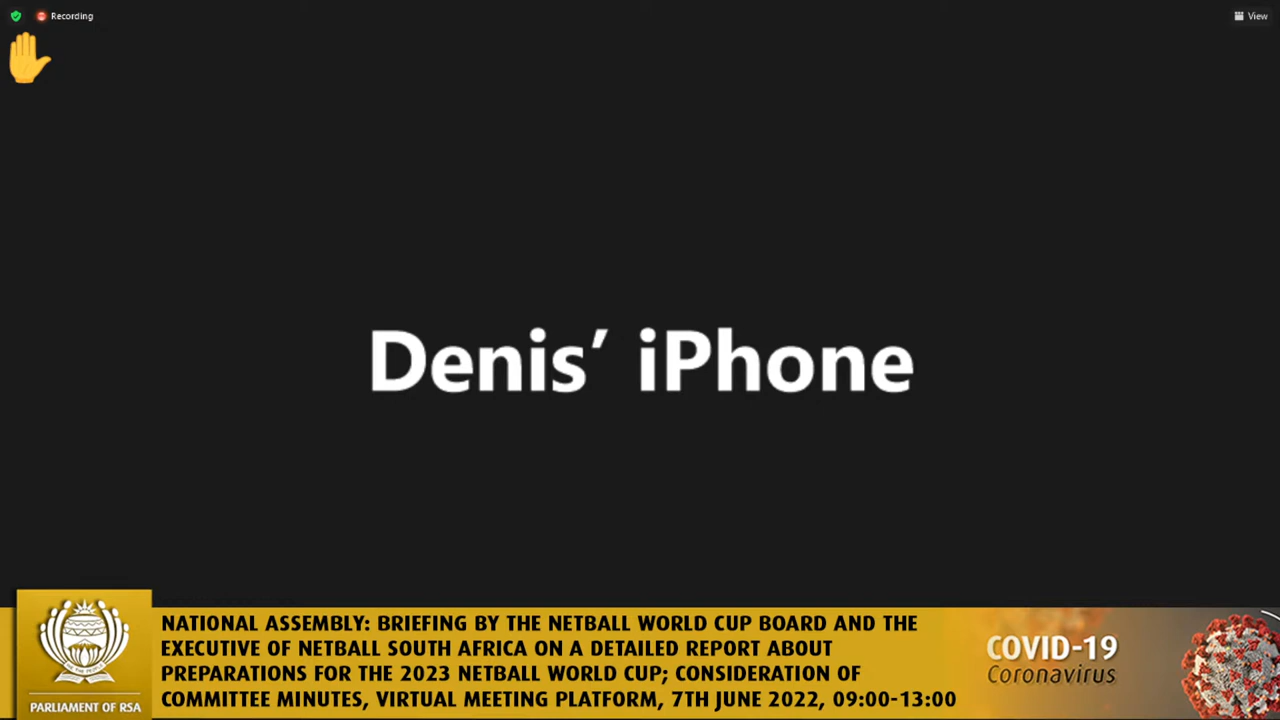 Recording
View
Denis’ iPhone
NATIONAL ASSEMBLY: BRIEFING BY THE NETBALL WORLD CUP BOARD AND THE
EXECUTIVE OF NETBALL SOUTH AFRICA ON A DETAILED REPORT ABOUT
PREPARATIONS FOR THE 2023 NETBALL WORLD CUP; CONSIDERATION OF
COMMITTEE MINUTES, VIRTUAL MEETING PLATFORM, 7TH JUNE 2022, 09:00-13:00
PARLIAMENT OF RSA
COVID-19
Coronavirus